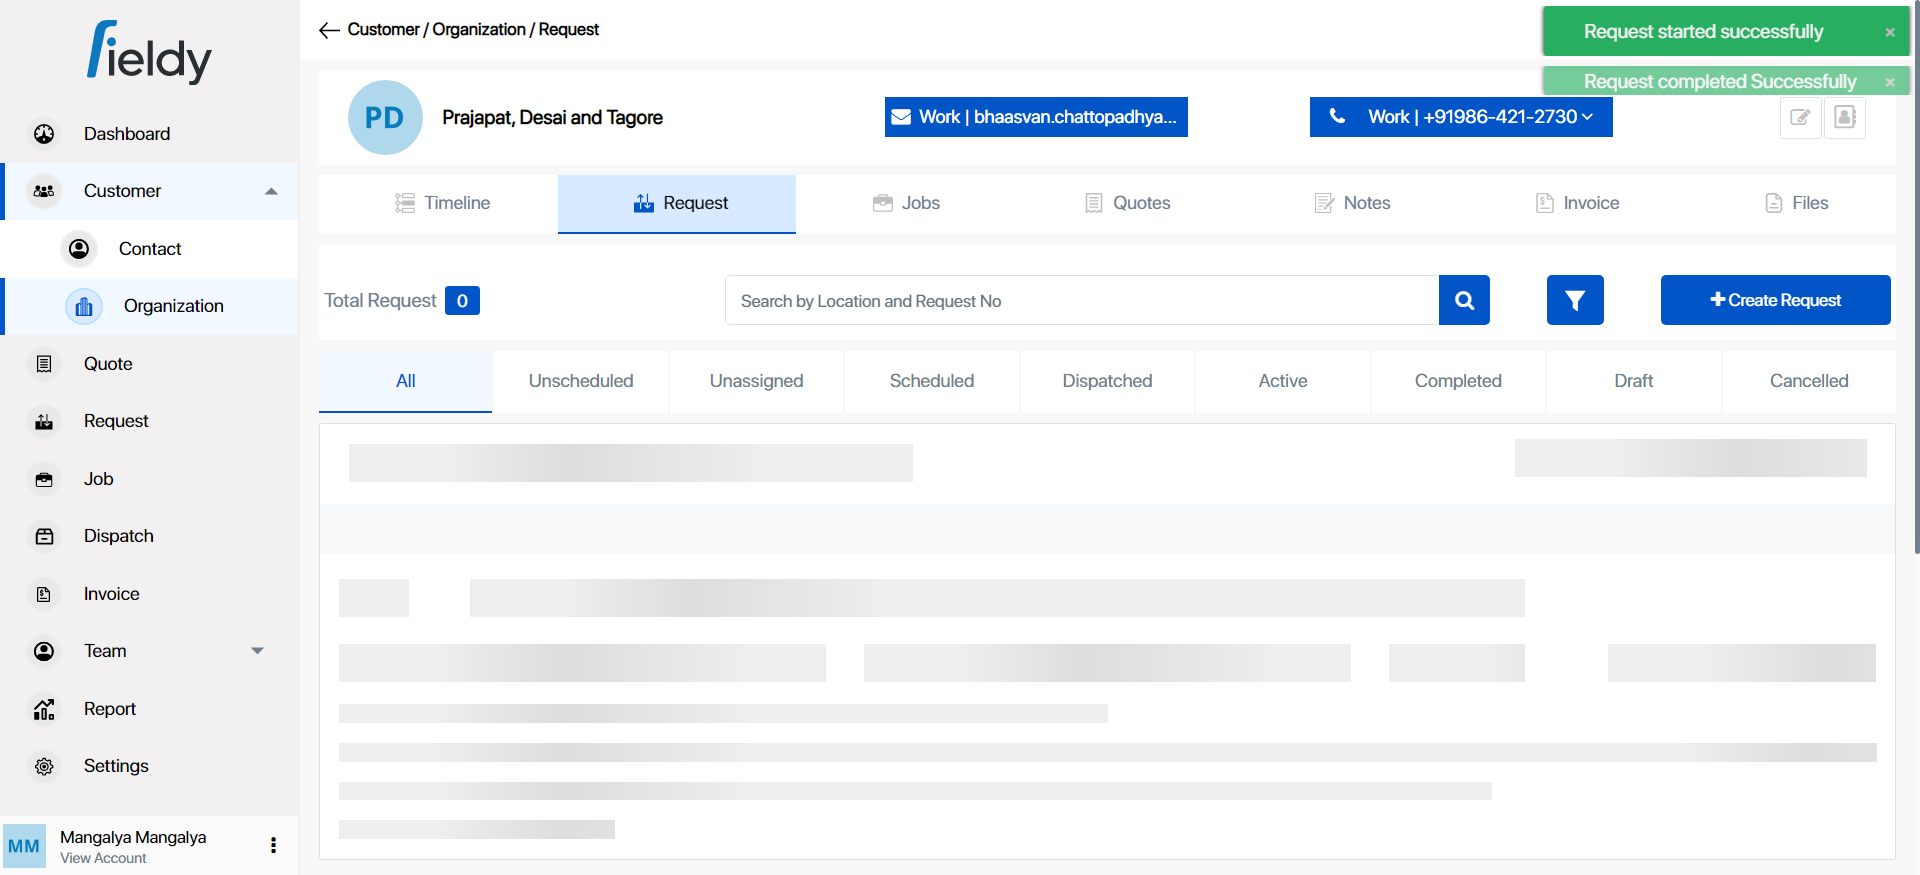 fieldy
Customer / Organization / Request
Request started successfully ×
Request completed Successfully ×
PD
Prajapat, Desai and Tagore
Work | bhaasvan.chattopadhya...
Work | +91986-421-2730
Dashboard
Customer
Contact
Organization
Quote
Request
Job
Dispatch
Invoice
Team
Report
Settings
MM
Mangalya Mangalya
View Account
Timeline
Request
Jobs
Quotes
Notes
Invoice
Files
Total Request 0
Search by Location and Request No
Create Request
All
Unscheduled
Unassigned
Scheduled
Dispatched
Active
Completed
Draft
Cancelled